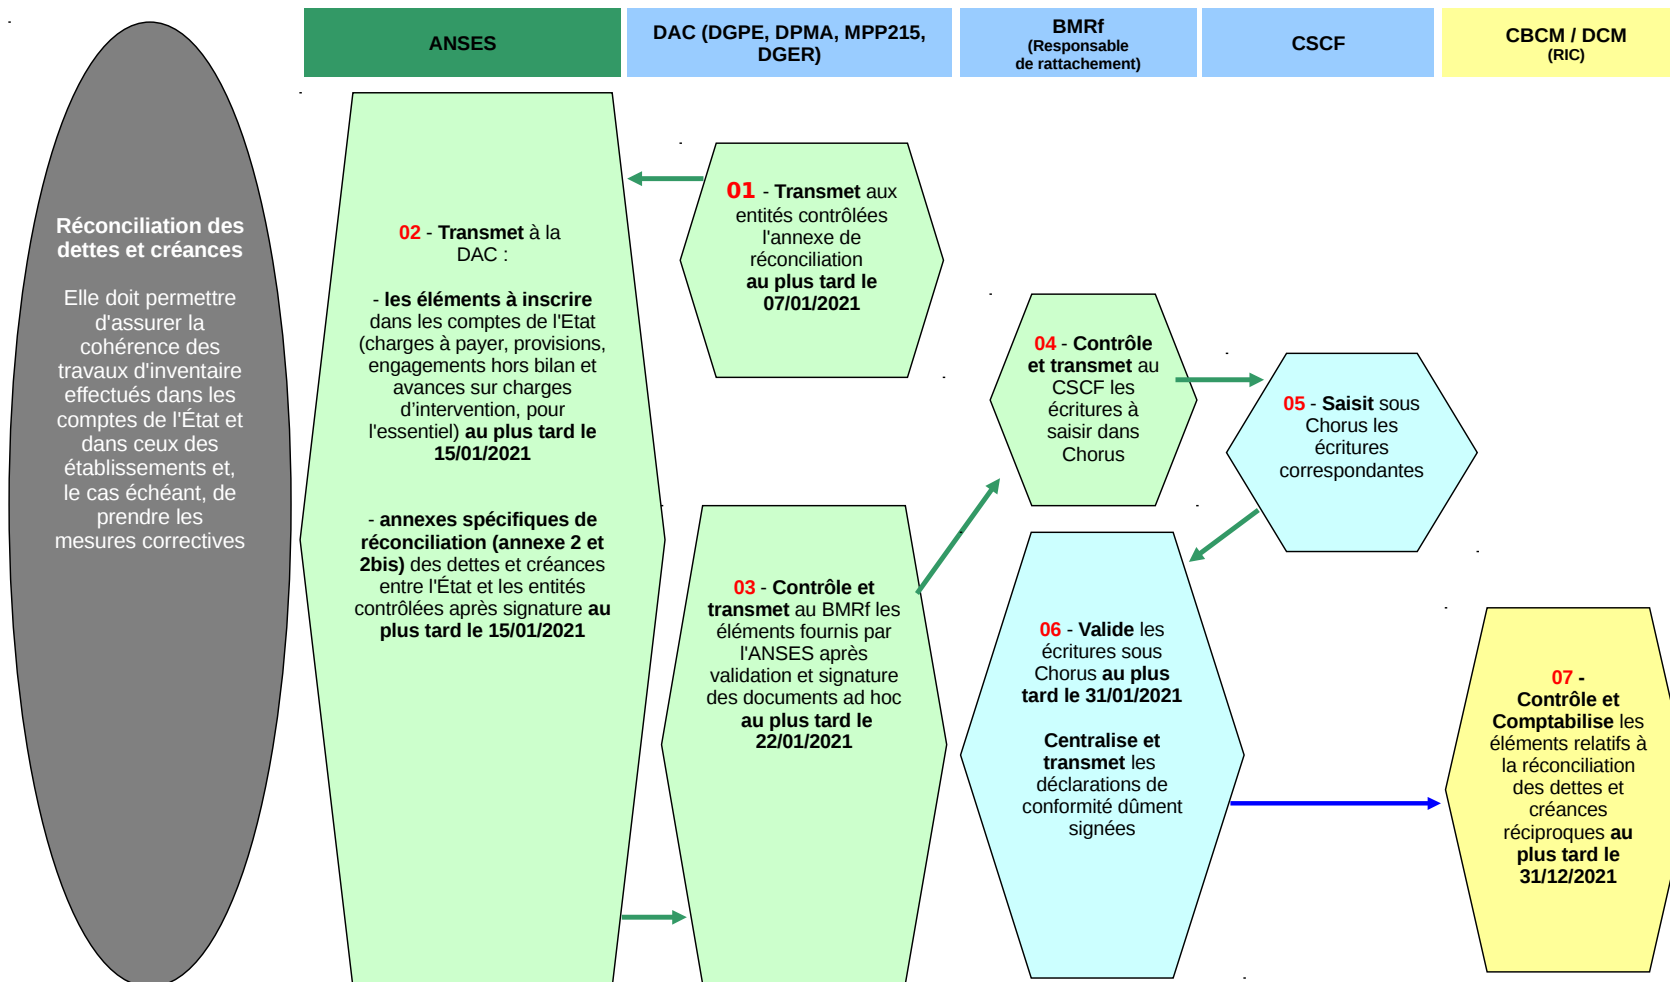 ANSES
DAC (DGPE, DPMA, MPP215,
DGER)
BMRf
(Responsable
de rattachement)
CSCF
CBCM / DCM
(RIC)
Réconciliation des
dettes et créances
Elle doit permettre
d'assurer la
cohérence des
travaux d'inventaire
effectués dans les
comptes de l'État et
dans ceux des
établissements et,
le cas échéant, de
prendre les
mesures correctives
01 - Transmet aux
entités contrôlées
l'annexe de
réconciliation
au plus tard le
07/01/2021
02 - Transmet à la
DAC :
- les éléments à inscrire
dans les comptes de l'Etat
(charges à payer, provisions,
engagements hors bilan et
avances sur charges
d’intervention, pour
l'essentiel) au plus tard le
15/01/2021
- annexes spécifiques de
réconciliation (annexe 2 et
2bis) des dettes et créances
entre l'État et les entités
contrôlées après signature au
plus tard le 15/01/2021
03 - Contrôle et
transmet au BMRf les
éléments fournis par
l'ANSES après
validation et signature
des documents ad hoc
au plus tard le
22/01/2021
04 - Contrôle
et transmet au
CSCF les
écritures à
saisir dans
Chorus
05 - Saisit sous
Chorus les
écritures
correspondantes
06 - Valide les
écritures sous
Chorus au plus
tard le 31/01/2021
Centralise et
transmet les
déclarations de
conformité dûment
signées
07 -
Contrôle et
Comptabilise les
éléments relatifs à
la réconciliation
des dettes et
créances
réciproques au
plus tard le
31/12/2021